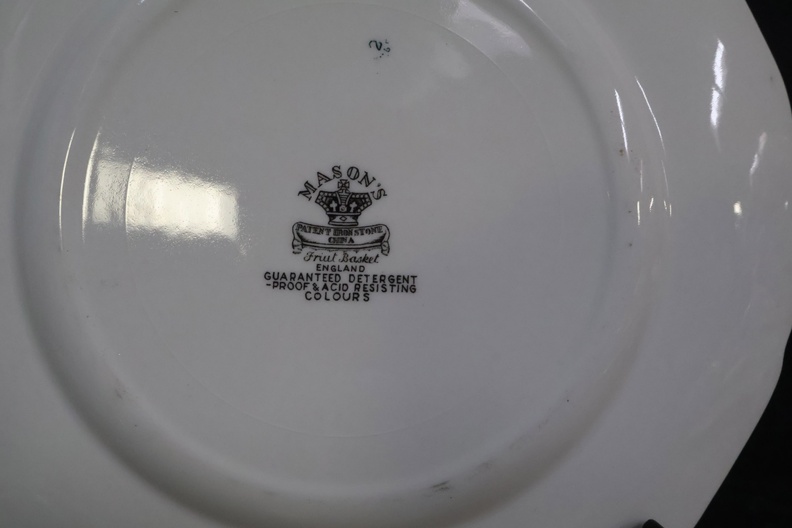 MASON'S
PATENT IRONSTONE
CHINA
Fruit Basket
ENGLAND
GUARANTEED DETERGENT
-PROOF & ACID RESISTING
COLOURS